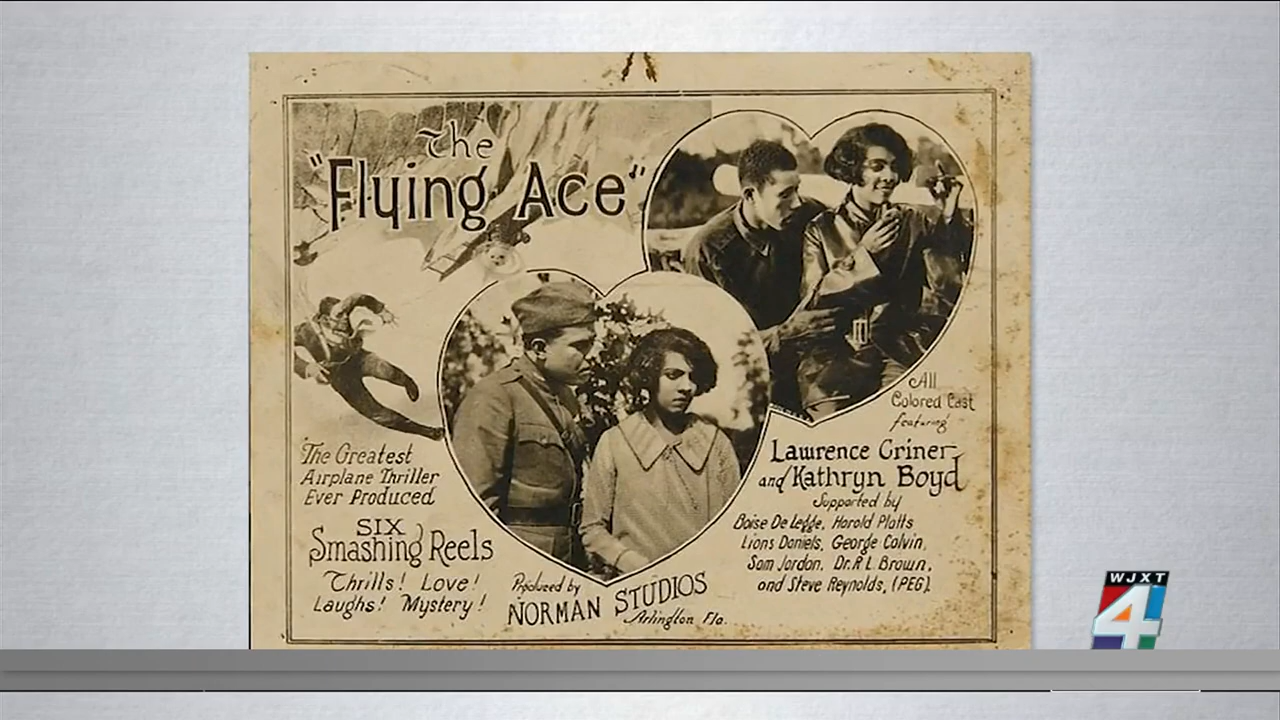 The
"Flying Ace"
All
Colored Cast
featuring
Lawrence Criner
and Kathryn Boyd
Supported by
Boise De Legge, Harold Platts
Lions Daniels, George Colvin,
Sam Jordan, Dr. R L Brown,
and Steve Reynolds, (PEG).
The Greatest
Airplane Thriller
Ever Produced
SIX
Smashing Reels
Thrills! Love!
Laughs! Mystery!
Produced by
NORMAN STUDIOS
Arlington Fla.
WJXT
4